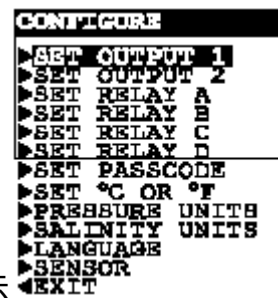 CONFIGURE
▶SET OUTPUT 1
▶SET OUTPUT 2
▶SET RELAY A
▶SET RELAY B
▶SET RELAY C
▶SET RELAY D
▶SET PASSCODE
▶SET °C OR °F
▶PRESSURE UNITS
▶SALINITY UNITS
▶LANGUAGE
▶SENSOR
示 ◀EXIT